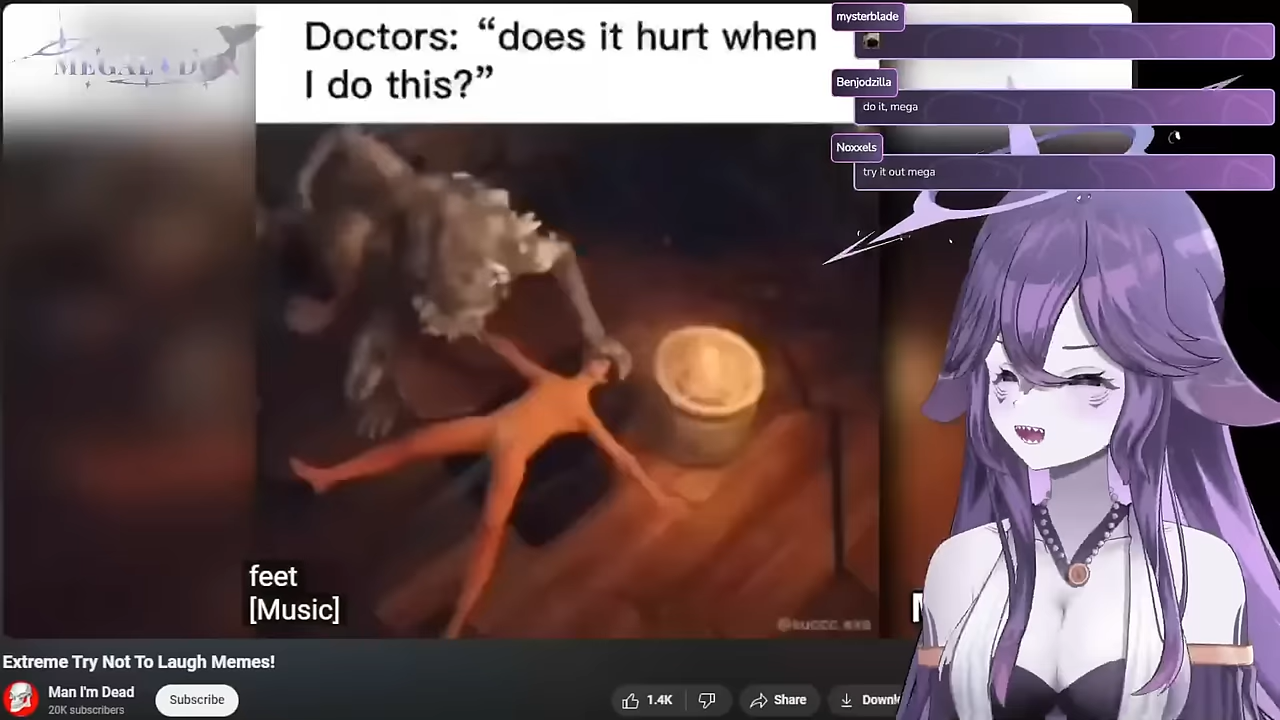 MEGALODON
Doctors: “does it hurt when
I do this?”
mysterblade
Benjodzilla
do it, mega
Noxxels
try it out mega
feet
[Music]
Extreme Try Not To Laugh Memes!
Man I'm Dead
20K subscribers
Subscribe
1.4K
Share